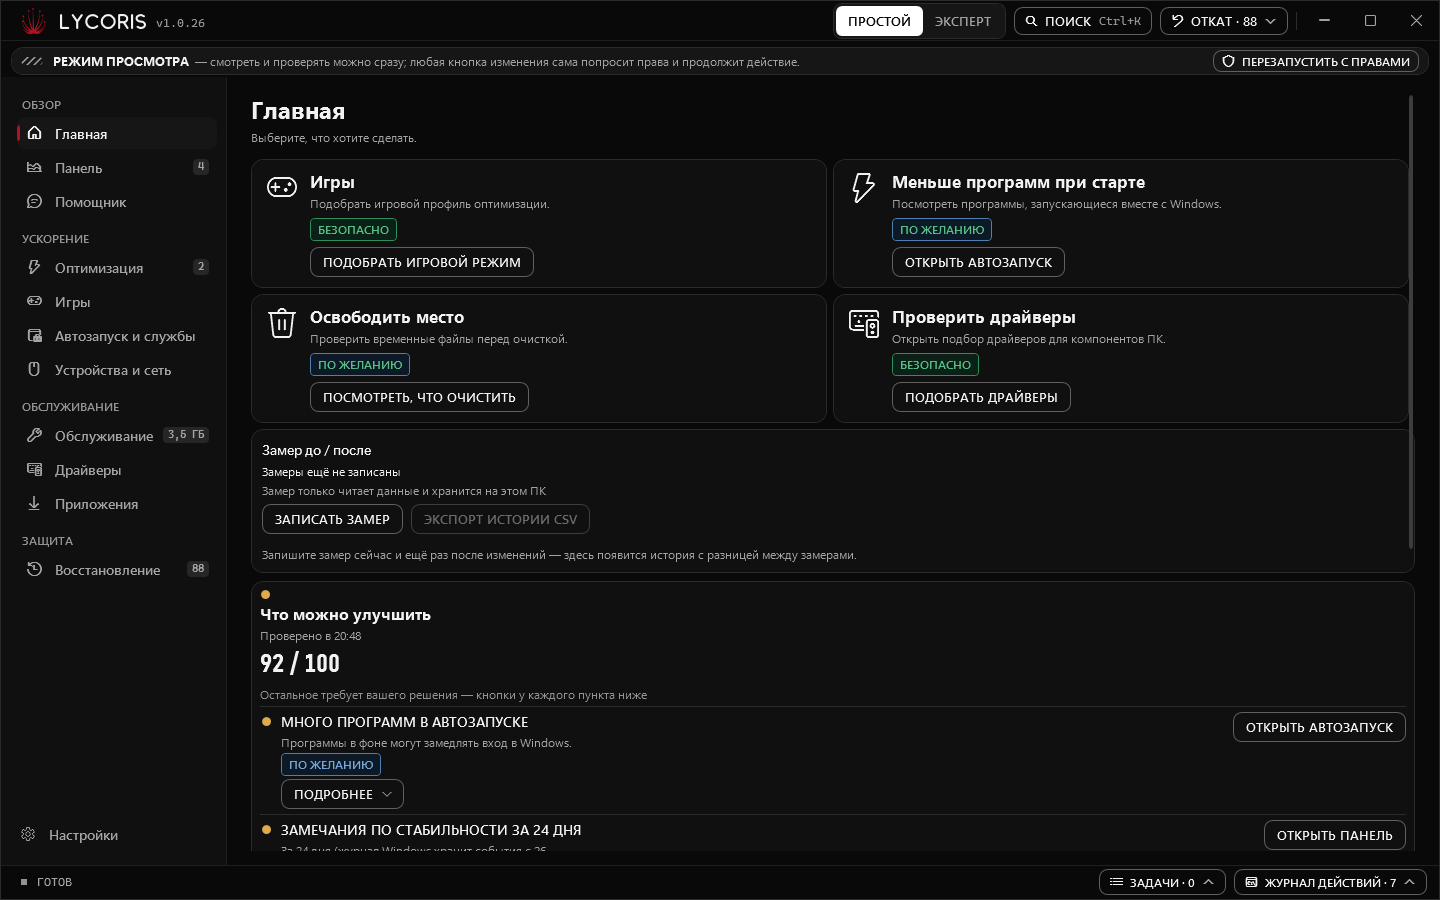 LYCORIS v1.0.26
ПРОСТОЙ ЭКСПЕРТ
ПОИСК Ctrl+K
ОТКАТ · 88
РЕЖИМ ПРОСМОТРА — смотреть и проверять можно сразу; любая кнопка изменения сама попросит права и продолжит действие.
ПЕРЕЗАПУСТИТЬ С ПРАВАМИ
ОБЗОР
Главная
Панель 4
Помощник
УСКОРЕНИЕ
Оптимизация 2
Игры
Автозапуск и службы
Устройства и сеть
ОБСЛУЖИВАНИЕ
Обслуживание 3,5 ГБ
Драйверы
Приложения
ЗАЩИТА
Восстановление 88
Настройки
Главная
Выберите, что хотите сделать.
Игры
Подобрать игровой профиль оптимизации.
БЕЗОПАСНО
ПОДОБРАТЬ ИГРОВОЙ РЕЖИМ
Меньше программ при старте
Посмотреть программы, запускающиеся вместе с Windows.
ПО ЖЕЛАНИЮ
ОТКРЫТЬ АВТОЗАПУСК
Освободить место
Проверить временные файлы перед очисткой.
ПО ЖЕЛАНИЮ
ПОСМОТРЕТЬ, ЧТО ОЧИСТИТЬ
Проверить драйверы
Открыть подбор драйверов для компонентов ПК.
БЕЗОПАСНО
ПОДОБРАТЬ ДРАЙВЕРЫ
Замер до / после
Замеры ещё не записаны
Замер только читает данные и хранится на этом ПК
ЗАПИСАТЬ ЗАМЕР
ЭКСПОРТ ИСТОРИИ CSV
Запишите замер сейчас и ещё раз после изменений — здесь появится история с разницей между замерами.
Что можно улучшить
Проверено в 20:48
92 / 100
Остальное требует вашего решения — кнопки у каждого пункта ниже
МНОГО ПРОГРАММ В АВТОЗАПУСКЕ
Программы в фоне могут замедлять вход в Windows.
ПО ЖЕЛАНИЮ
ПОДРОБНЕЕ
ОТКРЫТЬ АВТОЗАПУСК
ЗАМЕЧАНИЯ ПО СТАБИЛЬНОСТИ ЗА 24 ДНЯ
За 24 дня (журнал Windows хранит события с 26
ОТКРЫТЬ ПАНЕЛЬ
ГОТОВ
ЗАДАЧИ · 0
ЖУРНАЛ ДЕЙСТВИЙ · 7